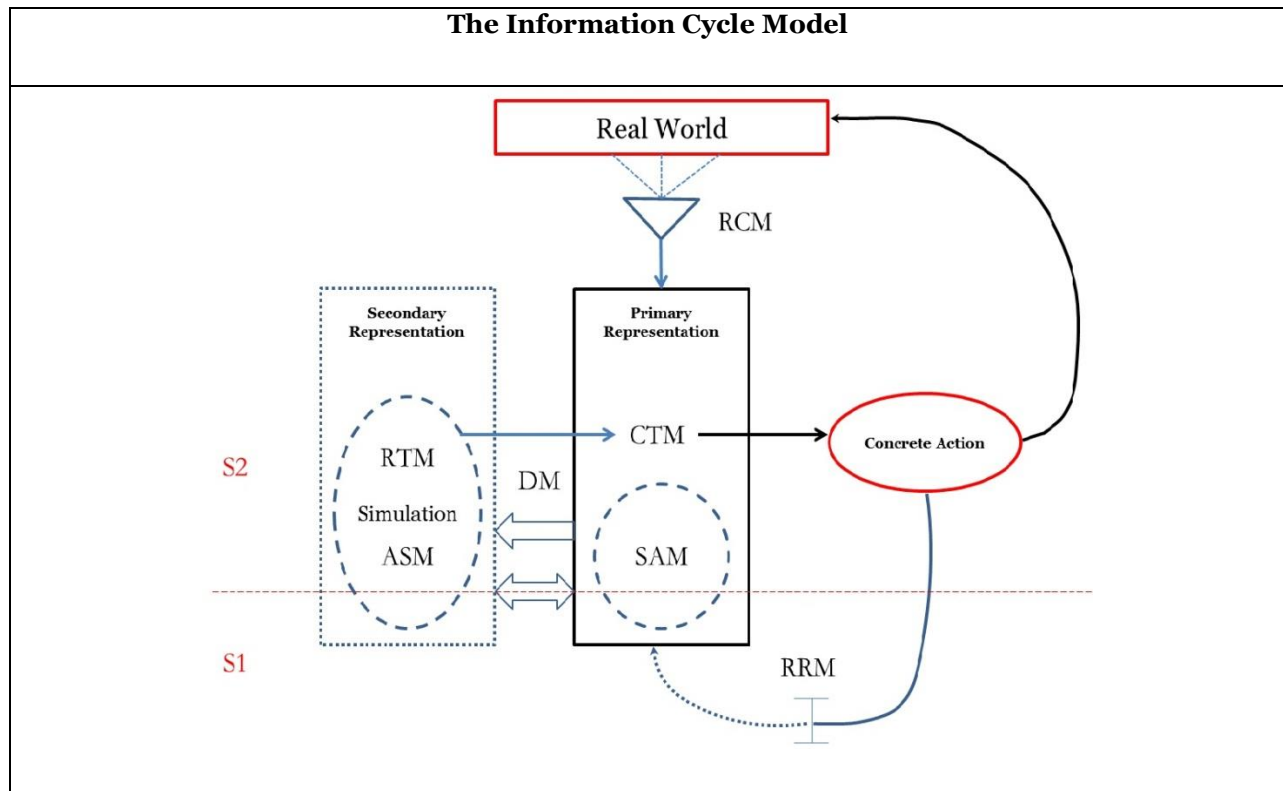 The Information Cycle Model
Real World
RCM
Secondary
Representation
Primary
Representation
RTM
CTM
Concrete Action
S2
DM
Simulation
ASM
SAM
S1
RRM